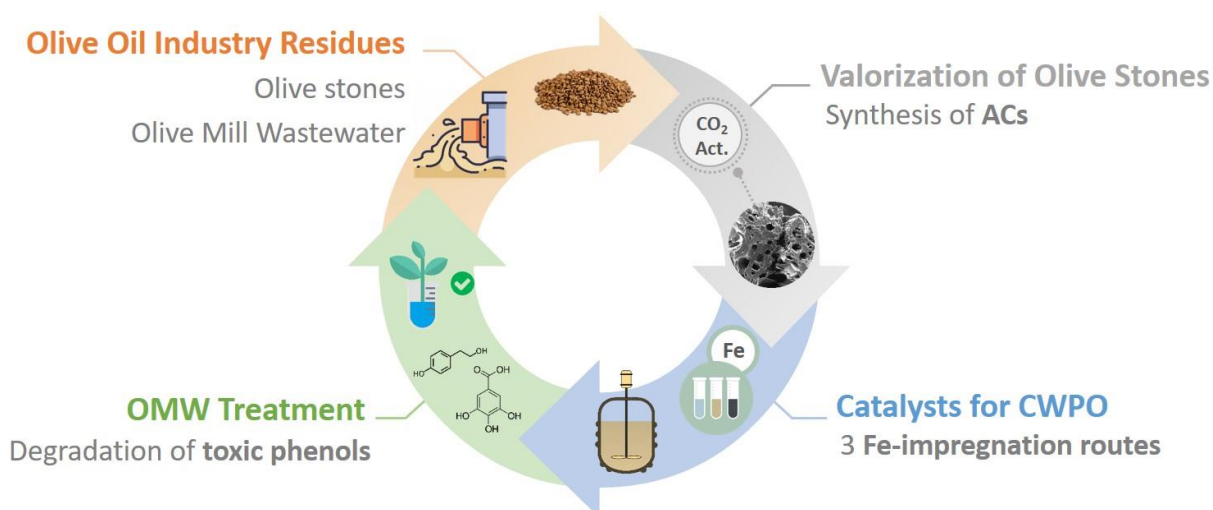 Olive Oil Industry Residues
Olive stones
Olive Mill Wastewater
CO₂
Act.
Valorization of Olive Stones
Synthesis of ACs
Fe
Catalysts for CWPO
3 Fe-impregnation routes
OMW Treatment
Degradation of toxic phenols
HO
OH
O
OH
HO
OH
OH